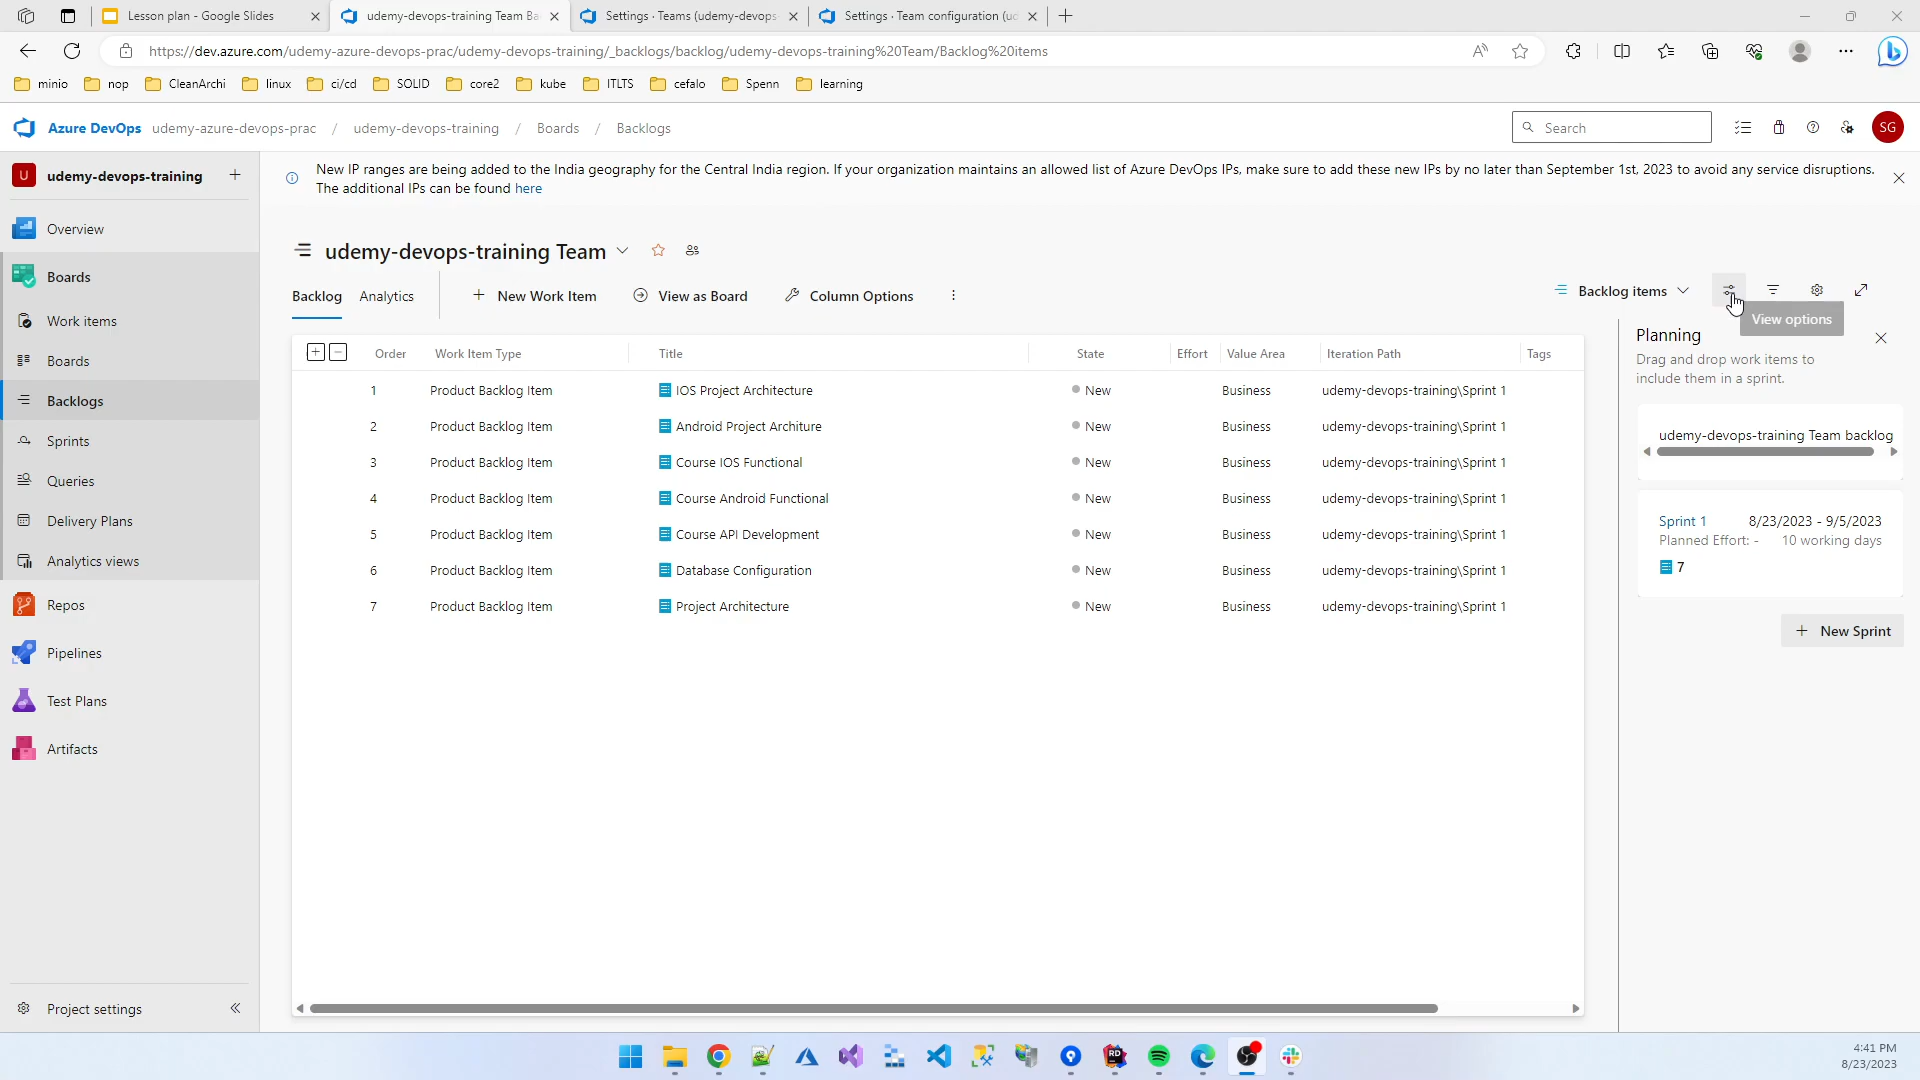 Lesson plan - Google Slides
udemy-devops-training Team Ba
Settings · Teams (udemy-devops-
Settings · Team configuration (ud
https://dev.azure.com/udemy-azure-devops-prac/udemy-devops-training/_backlogs/backlog/udemy-devops-training%20Team/Backlog%20items
minio
nop
CleanArchi
linux
ci/cd
SOLID
core2
kube
ITLTS
cefalo
Spenn
learning
Azure DevOps udemy-azure-devops-prac / udemy-devops-training / Boards / Backlogs
Search
SG
U udemy-devops-training
New IP ranges are being added to the India geography for the Central India region. If your organization maintains an allowed list of Azure DevOps IPs, make sure to add these new IPs by no later than September 1st, 2023 to avoid any service disruptions.
The additional IPs can be found here
Overview
Boards
Work items
Boards
Backlogs
Sprints
Queries
Delivery Plans
Analytics views
Repos
Pipelines
Test Plans
Artifacts
Project settings
udemy-devops-training Team
Backlog Analytics + New Work Item View as Board Column Options
Backlog items
View options
Order Work Item Type Title State Effort Value Area Iteration Path Tags
1 Product Backlog Item IOS Project Architecture New Business udemy-devops-training\Sprint 1
2 Product Backlog Item Android Project Architure New Business udemy-devops-training\Sprint 1
3 Product Backlog Item Course IOS Functional New Business udemy-devops-training\Sprint 1
4 Product Backlog Item Course Android Functional New Business udemy-devops-training\Sprint 1
5 Product Backlog Item Course API Development New Business udemy-devops-training\Sprint 1
6 Product Backlog Item Database Configuration New Business udemy-devops-training\Sprint 1
7 Product Backlog Item Project Architecture New Business udemy-devops-training\Sprint 1
Planning
Drag and drop work items to
include them in a sprint.
udemy-devops-training Team backlog
Sprint 1 8/23/2023 - 9/5/2023
Planned Effort: - 10 working days
7
+ New Sprint
RD
4:41 PM
8/23/2023